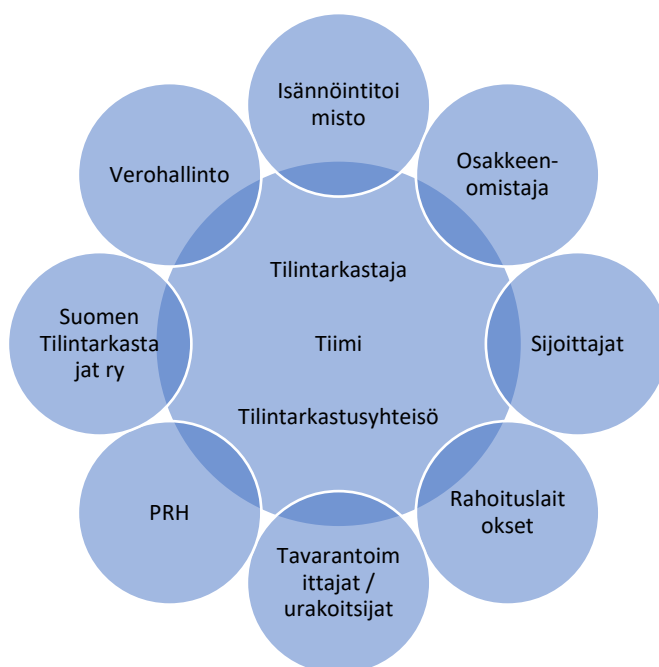 Isännöintitoi
misto
Osakkeen-
omistaja
Sijoittajat
Rahoituslait
okset
Tavarantoim
ittajat /
urakoitsijat
PRH
Suomen
Tilintarkasta
jat ry
Verohallinto
Tilintarkastaja
Tiimi
Tilintarkastusyhteisö